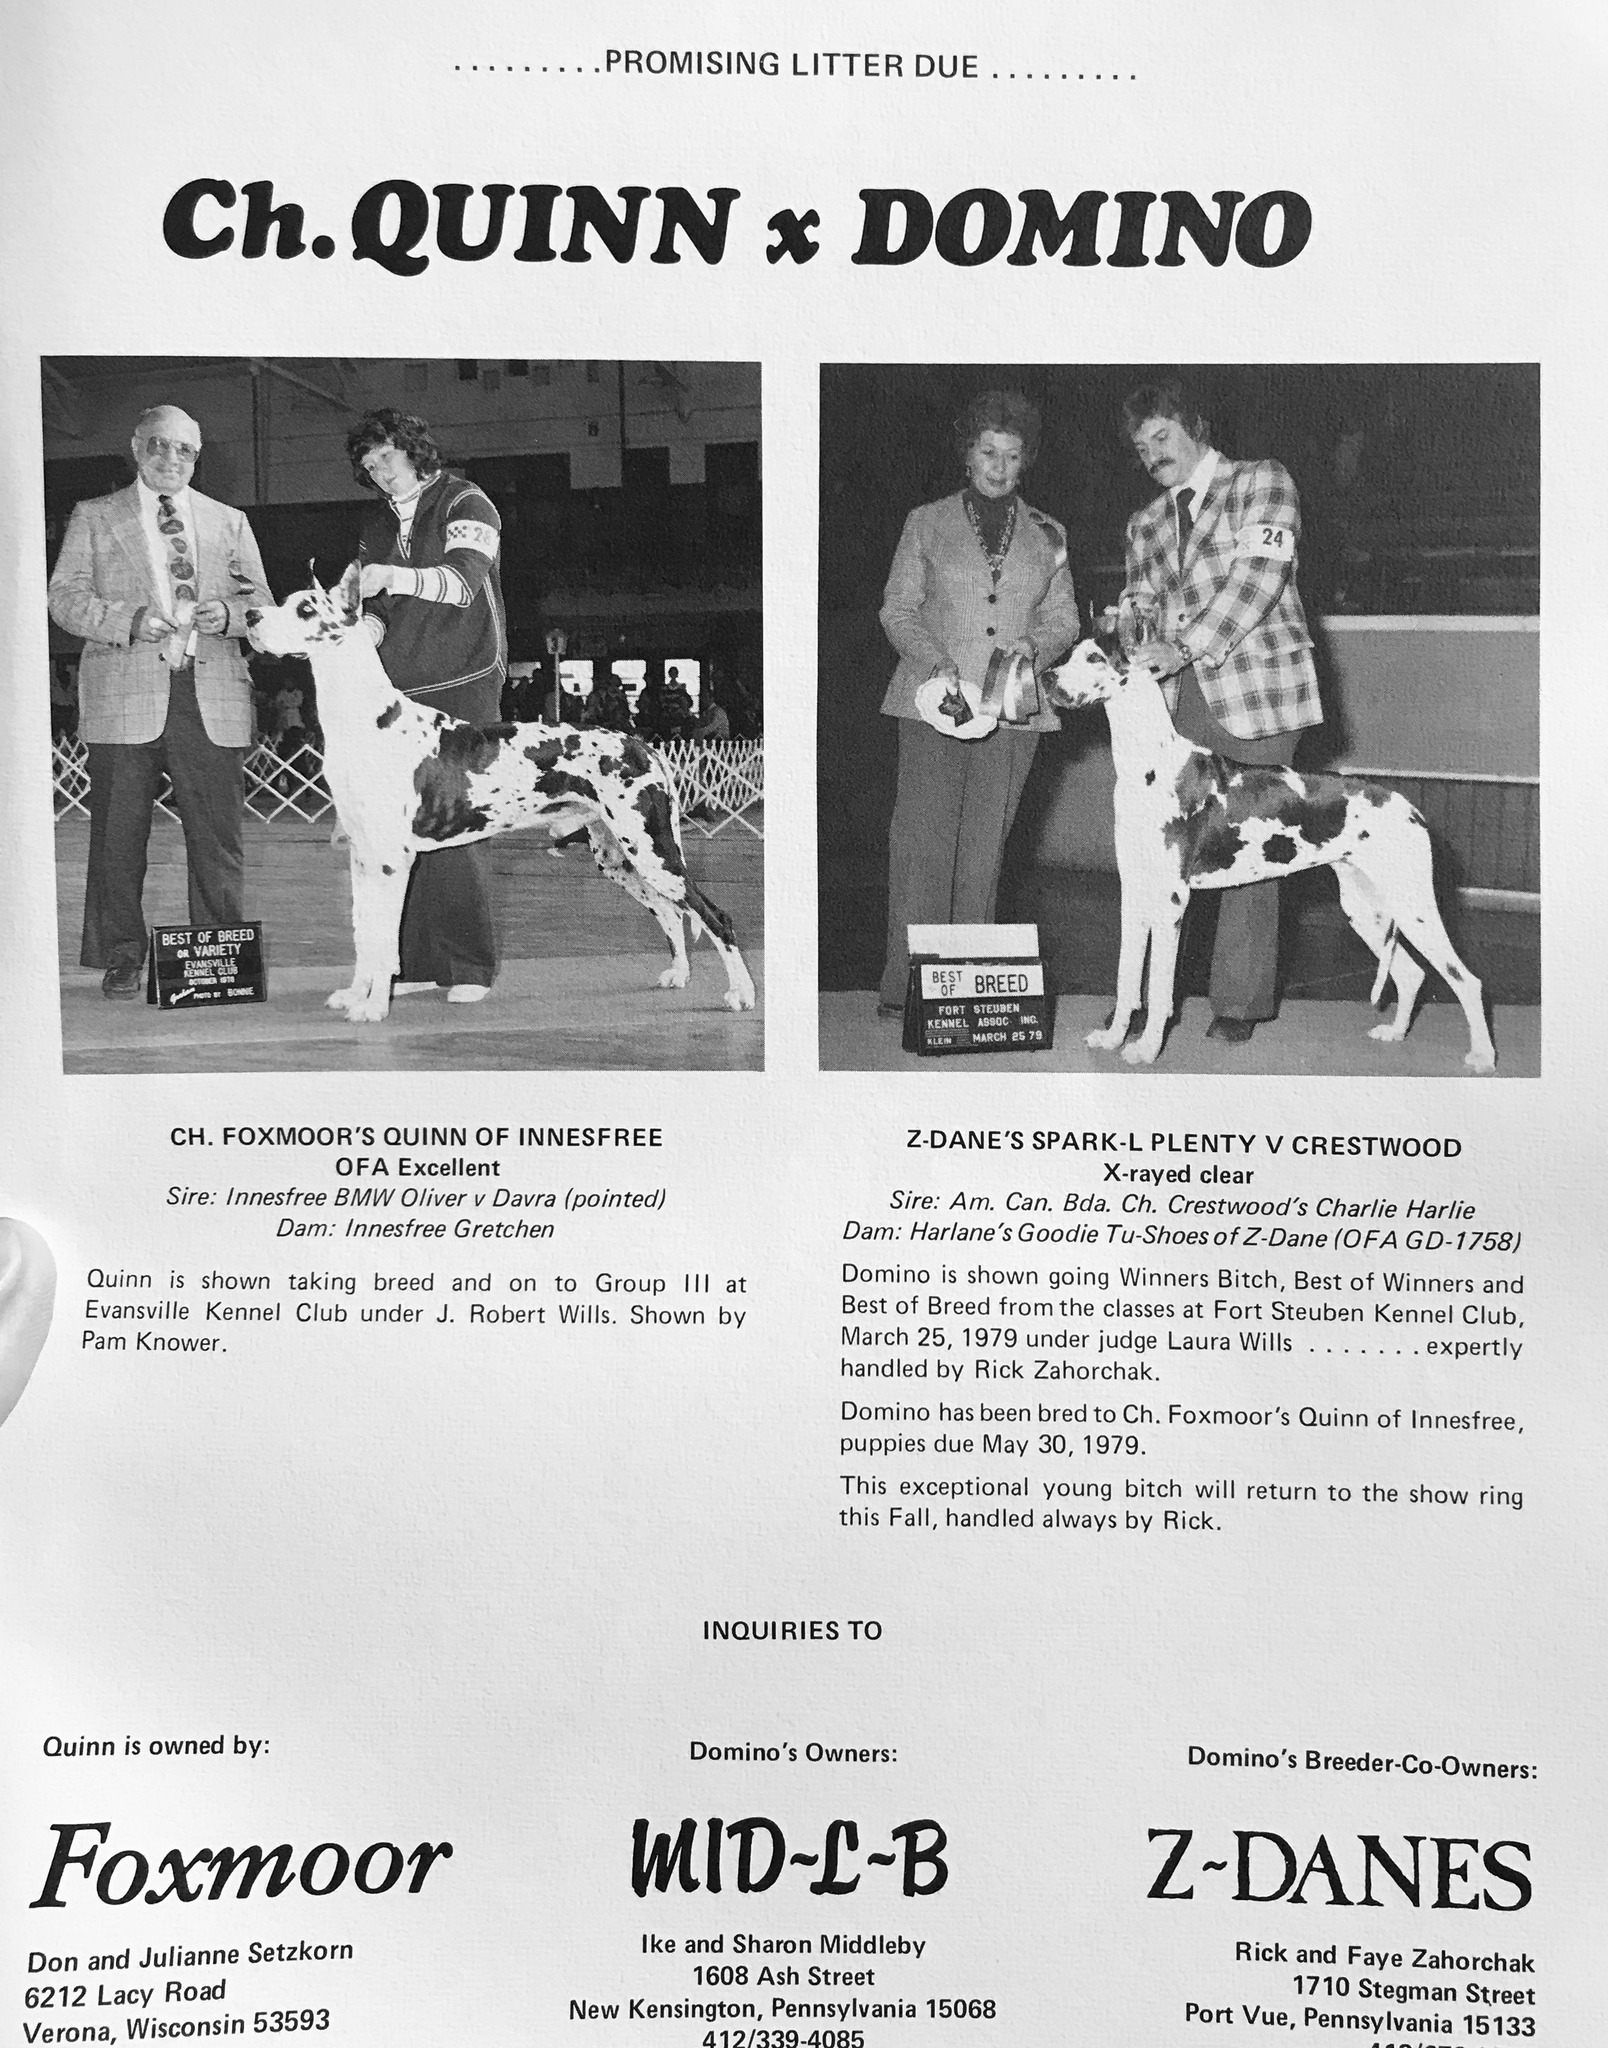 .........PROMISING LITTER DUE.........
Ch. QUINN x DOMINO
26
BEST OF BREED
OR VARIETY
EVANSVILLE
KENNEL CLUB
OCTOBER 1978
PHOTO BY BONNIE
24
BEST OF BREED
FORT STEUBEN
KENNEL ASSOC. INC.
KLEIN MARCH 25 79
CH. FOXMOOR'S QUINN OF INNESFREE
OFA Excellent
Sire: Innesfree BMW Oliver v Davra (pointed)
Dam: Innesfree Gretchen
Quinn is shown taking breed and on to Group III at
Evansville Kennel Club under J. Robert Wills. Shown by
Pam Knower.
Z-DANE'S SPARK-L PLENTY V CRESTWOOD
X-rayed clear
Sire: Am. Can. Bda. Ch. Crestwood's Charlie Harlie
Dam: Harlane's Goodie Tu-Shoes of Z-Dane (OFA GD-1758)
Domino is shown going Winners Bitch, Best of Winners and
Best of Breed from the classes at Fort Steuben Kennel Club,
March 25, 1979 under judge Laura Wills .......expertly
handled by Rick Zahorchak.
Domino has been bred to Ch. Foxmoor's Quinn of Innesfree,
puppies due May 30, 1979.
This exceptional young bitch will return to the show ring
this Fall, handled always by Rick.
INQUIRIES TO
Quinn is owned by:
Foxmoor
Don and Julianne Setzkorn
6212 Lacy Road
Verona, Wisconsin 53593
Domino's Owners:
MID-L-B
Ike and Sharon Middleby
1608 Ash Street
New Kensington, Pennsylvania 15068
412/339-4085
Domino's Breeder-Co-Owners:
Z-DANES
Rick and Faye Zahorchak
1710 Stegman Street
Port Vue, Pennsylvania 15133